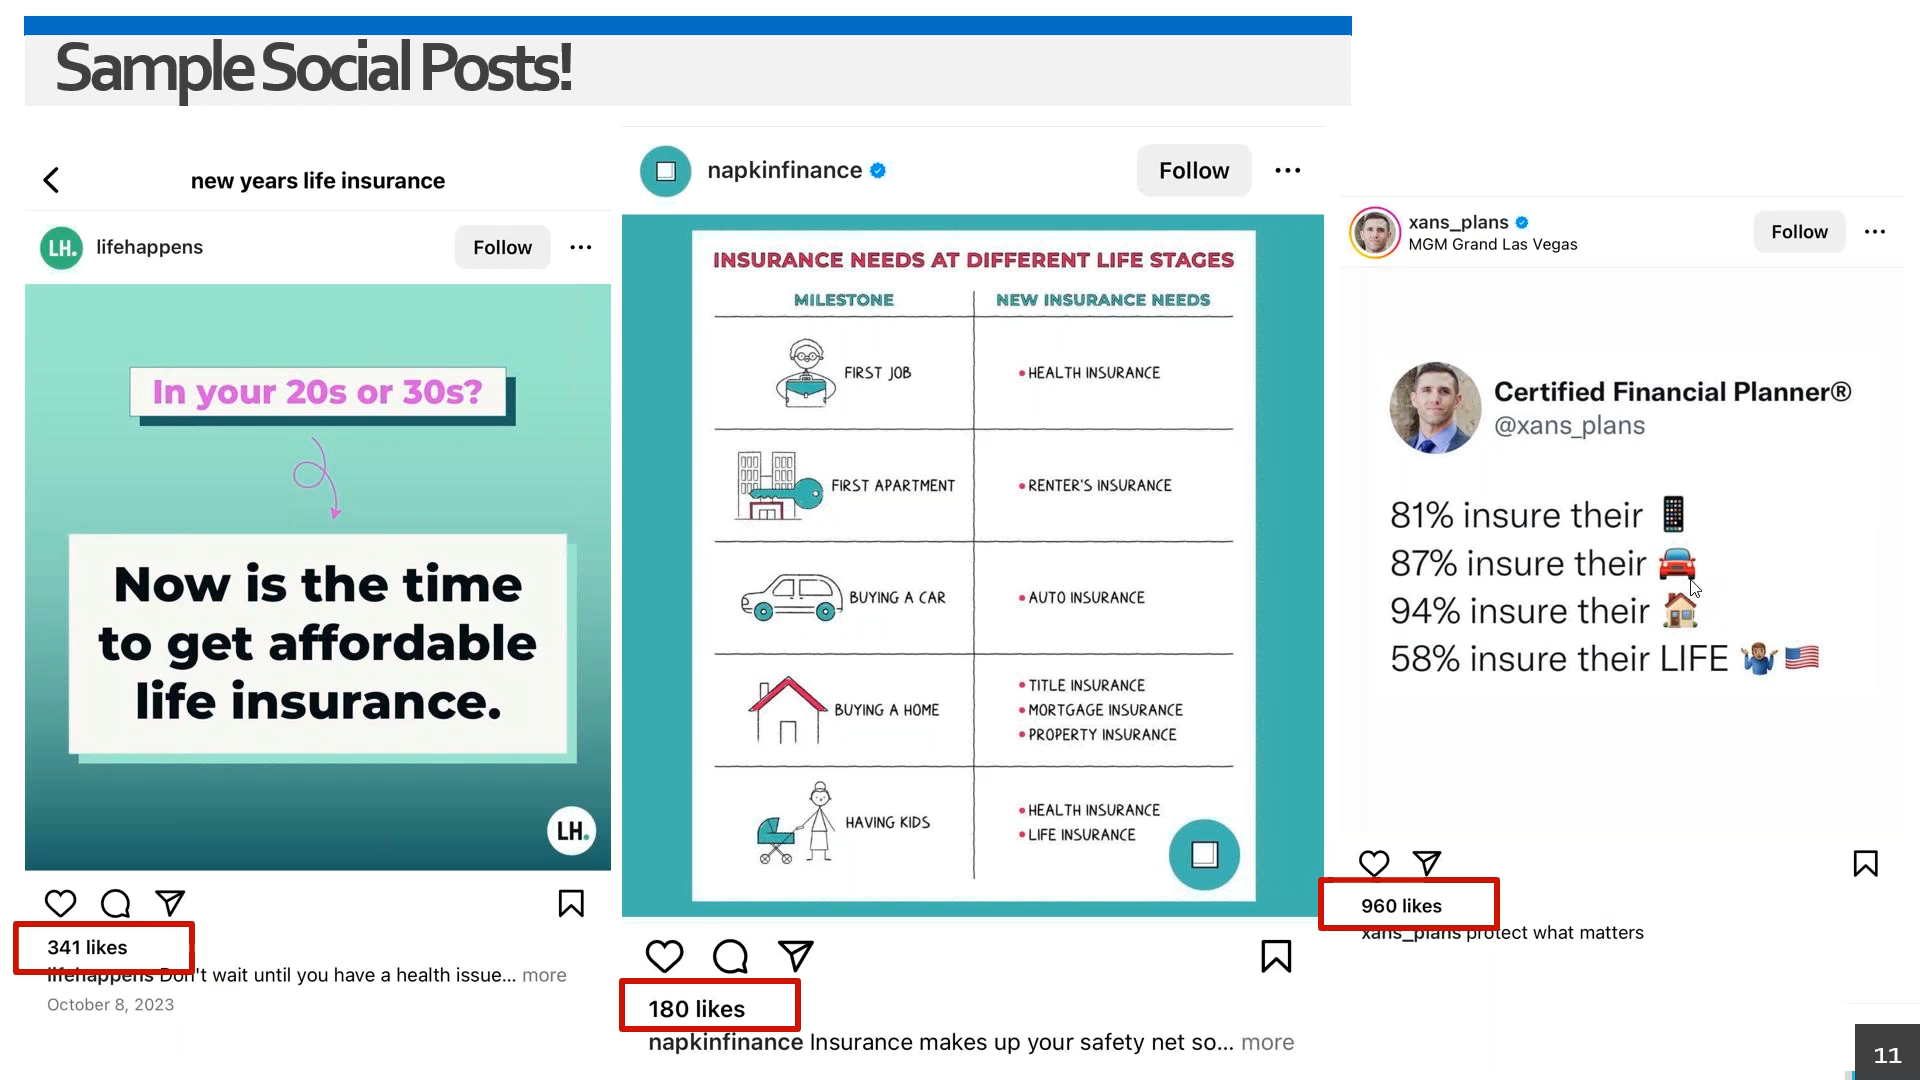 Sample Social Posts!
new years life insurance
LH.
lifehappens
Follow
In your 20s or 30s?
Now is the time
to get affordable
life insurance.
LH.
341 likes
lifehappens Don't wait until you have a health issue... more
October 8, 2023
napkinfinance
Follow
INSURANCE NEEDS AT DIFFERENT LIFE STAGES
MILESTONE
NEW INSURANCE NEEDS
FIRST JOB
• HEALTH INSURANCE
FIRST APARTMENT
• RENTER'S INSURANCE
BUYING A CAR
• AUTO INSURANCE
BUYING A HOME
• TITLE INSURANCE
• MORTGAGE INSURANCE
• PROPERTY INSURANCE
HAVING KIDS
• HEALTH INSURANCE
• LIFE INSURANCE
180 likes
napkinfinance Insurance makes up your safety net so... more
xans_plans
MGM Grand Las Vegas
Follow
Certified Financial Planner®
@xans_plans
81% insure their 📱
87% insure their 🚘
94% insure their 🏠
58% insure their LIFE 🤷🏽‍♂️🇺🇸
960 likes
xans_plans protect what matters
11